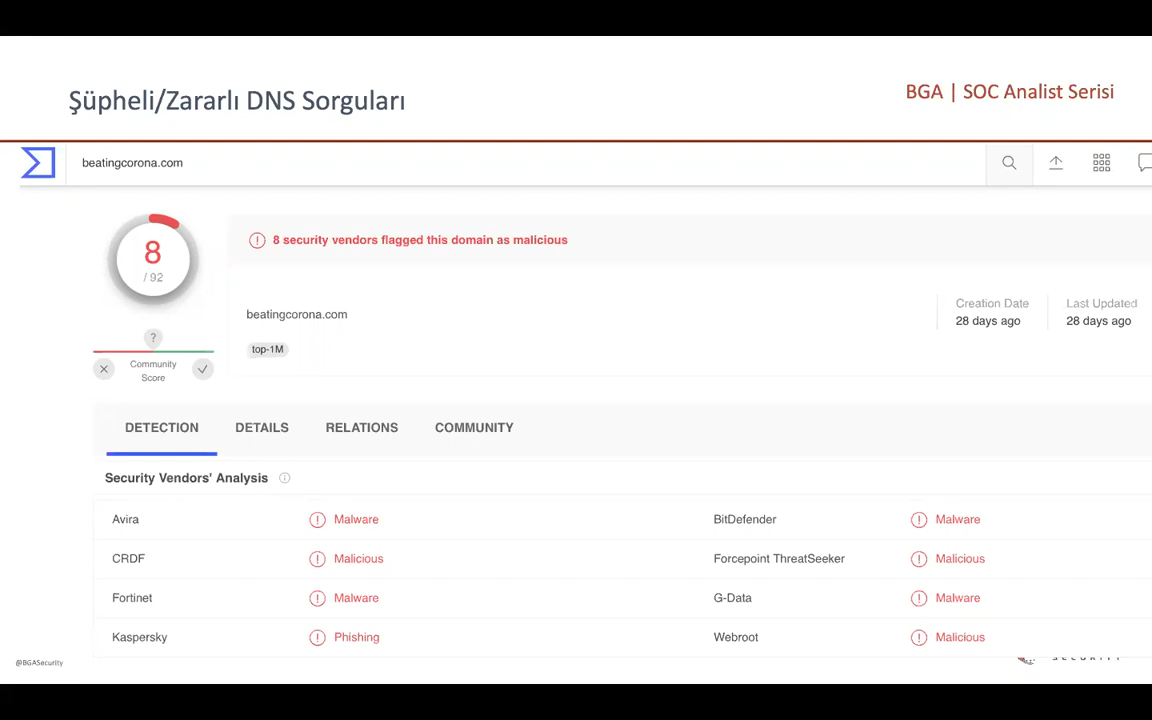 Şüpheli/Zararlı DNS Sorguları
BGA | SOC Analist Serisi
beatingcorona.com
8
/ 92
8 security vendors flagged this domain as malicious
beatingcorona.com
top-1M
Creation Date
28 days ago
Last Updated
28 days ago
?
Community
Score
DETECTION DETAILS RELATIONS COMMUNITY
Security Vendors' Analysis
Avira Malware BitDefender Malware
CRDF Malicious Forcepoint ThreatSeeker Malicious
Fortinet Malware G-Data Malware
Kaspersky Phishing Webroot Malicious
@BGASecurity